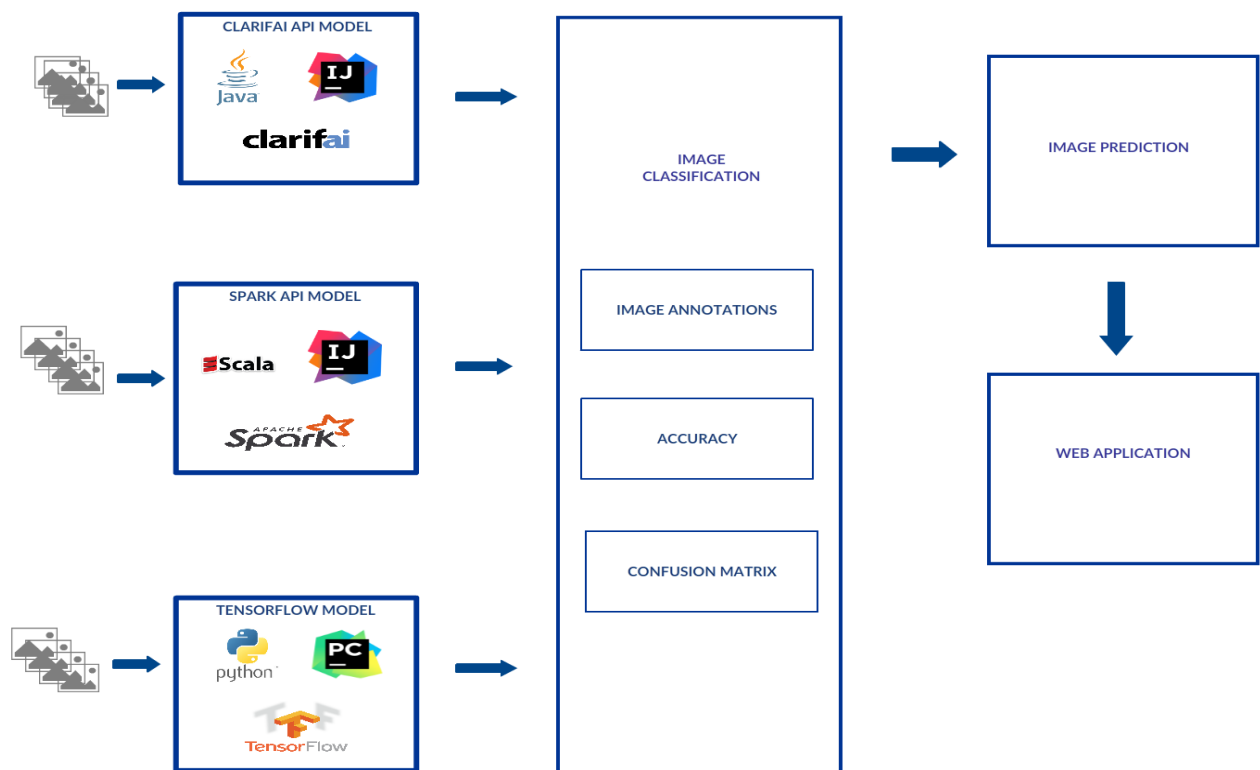 CLARIFAI API MODEL
Java
IJ
clarifai
SPARK API MODEL
Scala
IJ
APACHE
Spark
TENSORFLOW MODEL
python
PC
TF
TensorFlow
IMAGE
CLASSIFICATION
IMAGE ANNOTATIONS
ACCURACY
CONFUSION MATRIX
IMAGE PREDICTION
WEB APPLICATION